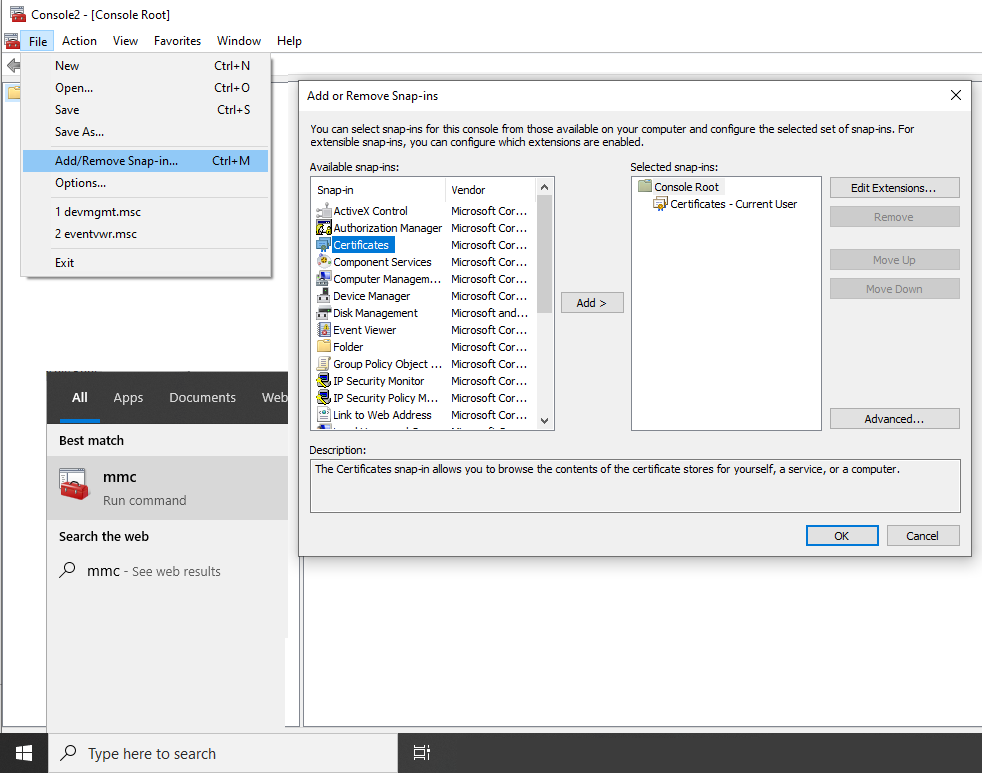 Console2 - [Console Root]
File Action View Favorites Window Help
New Ctrl+N
Open... Ctrl+O
Save Ctrl+S
Save As...
Add/Remove Snap-in... Ctrl+M
Options...
1 devmgmt.msc
2 eventvwr.msc
Exit
Add or Remove Snap-ins
You can select snap-ins for this console from those available on your computer and configure the selected set of snap-ins. For
extensible snap-ins, you can configure which extensions are enabled.
Available snap-ins:
Snap-in Vendor
ActiveX Control Microsoft Cor...
Authorization Manager Microsoft Cor...
Certificates Microsoft Cor...
Component Services Microsoft Cor...
Computer Managem... Microsoft Cor...
Device Manager Microsoft Cor...
Disk Management Microsoft and...
Event Viewer Microsoft Cor...
Folder Microsoft Cor...
Group Policy Object ... Microsoft Cor...
IP Security Monitor Microsoft Cor...
IP Security Policy M... Microsoft Cor...
Link to Web Address Microsoft Cor...
Add >
Selected snap-ins:
Console Root
Certificates - Current User
Edit Extensions...
Remove
Move Up
Move Down
Advanced...
Description:
The Certificates snap-in allows you to browse the contents of the certificate stores for yourself, a service, or a computer.
OK Cancel
All Apps Documents Web
Best match
mmc
Run command
Search the web
mmc - See web results
Type here to search